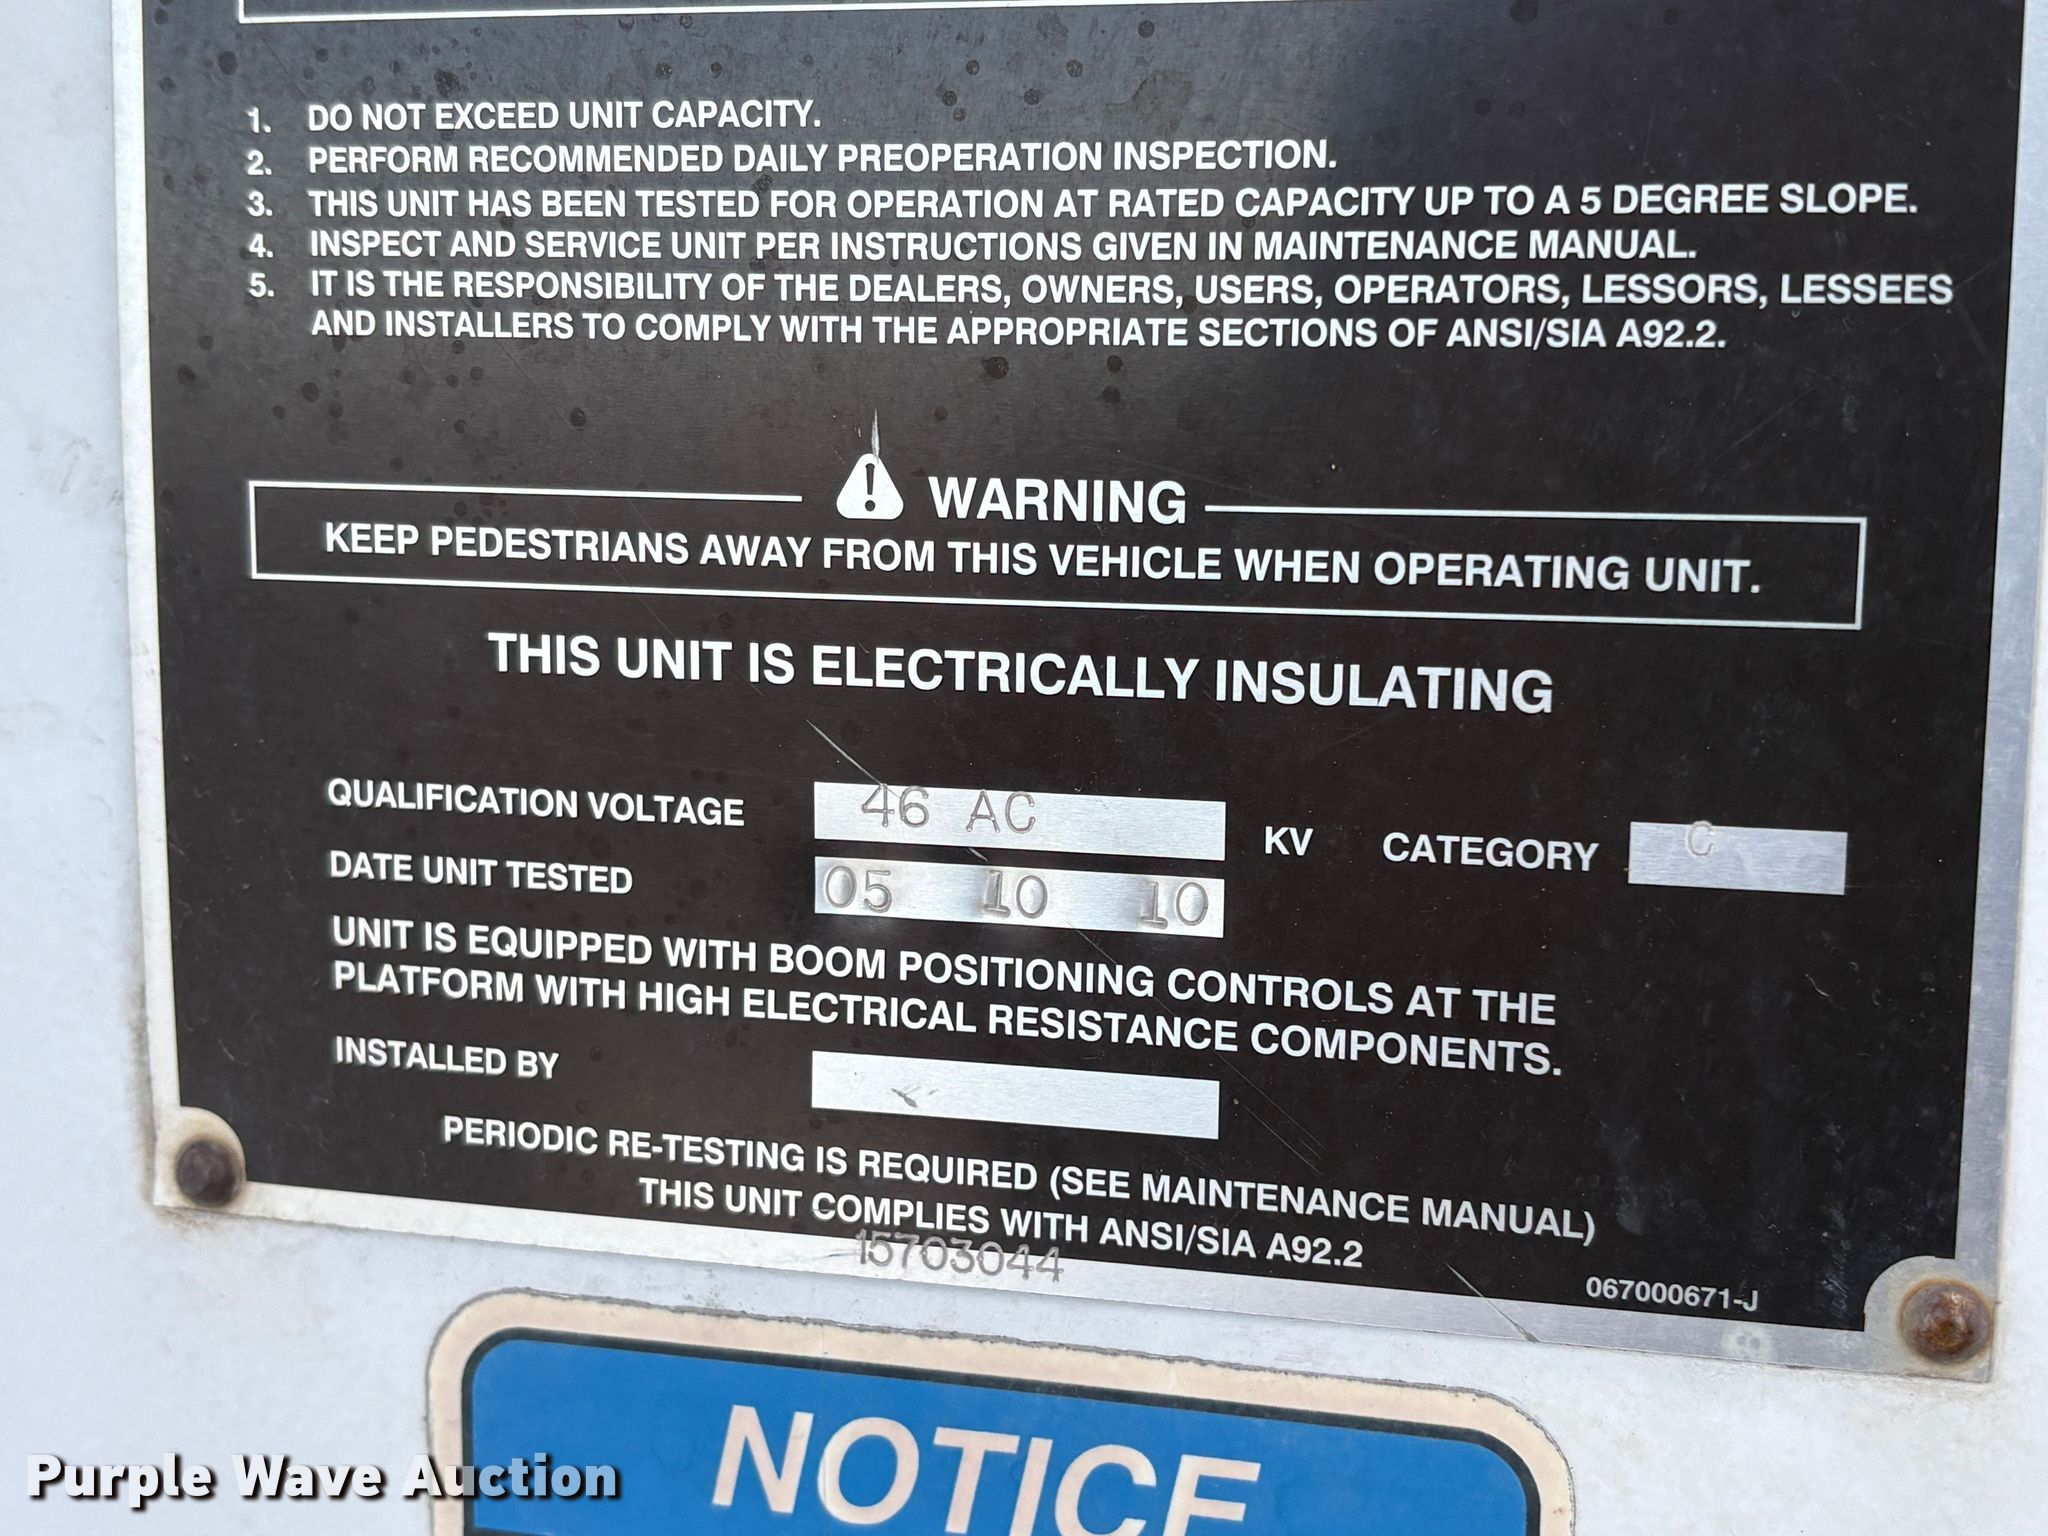 1. DO NOT EXCEED UNIT CAPACITY.
2. PERFORM RECOMMENDED DAILY PREOPERATION INSPECTION.
3. THIS UNIT HAS BEEN TESTED FOR OPERATION AT RATED CAPACITY UP TO A 5 DEGREE SLOPE.
4. INSPECT AND SERVICE UNIT PER INSTRUCTIONS GIVEN IN MAINTENANCE MANUAL.
5. IT IS THE RESPONSIBILITY OF THE DEALERS, OWNERS, USERS, OPERATORS, LESSORS, LESSEES
AND INSTALLERS TO COMPLY WITH THE APPROPRIATE SECTIONS OF ANSI/SIA A92.2.
WARNING
KEEP PEDESTRIANS AWAY FROM THIS VEHICLE WHEN OPERATING UNIT.
THIS UNIT IS ELECTRICALLY INSULATING
QUALIFICATION VOLTAGE 46 AC KV CATEGORY C
DATE UNIT TESTED 05 10 10
UNIT IS EQUIPPED WITH BOOM POSITIONING CONTROLS AT THE
PLATFORM WITH HIGH ELECTRICAL RESISTANCE COMPONENTS.
INSTALLED BY
PERIODIC RE-TESTING IS REQUIRED (SEE MAINTENANCE MANUAL)
THIS UNIT COMPLIES WITH ANSI/SIA A92.2
15703044
067000671-J
NOTICE
Purple Wave Auction